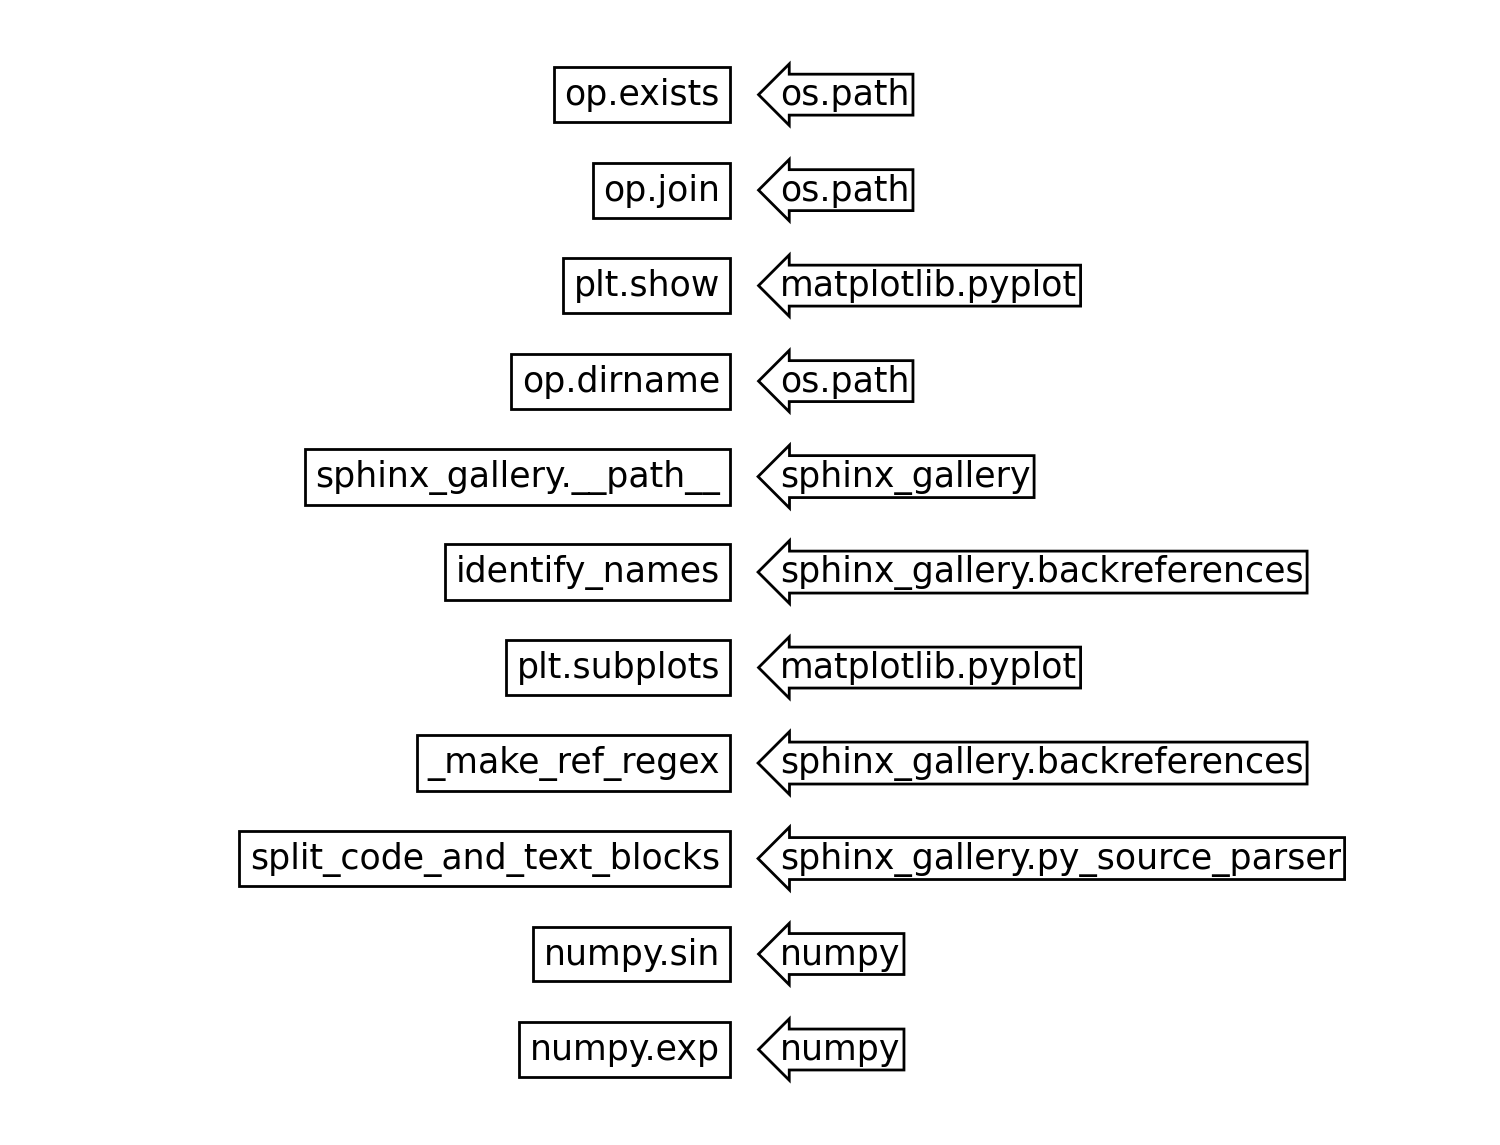 op.exists os.path
op.join os.path
plt.show matplotlib.pyplot
op.dirname os.path
sphinx_gallery.__path__ sphinx_gallery
identify_names sphinx_gallery.backreferences
plt.subplots matplotlib.pyplot
_make_ref_regex sphinx_gallery.backreferences
split_code_and_text_blocks sphinx_gallery.py_source_parser
numpy.sin numpy
numpy.exp numpy